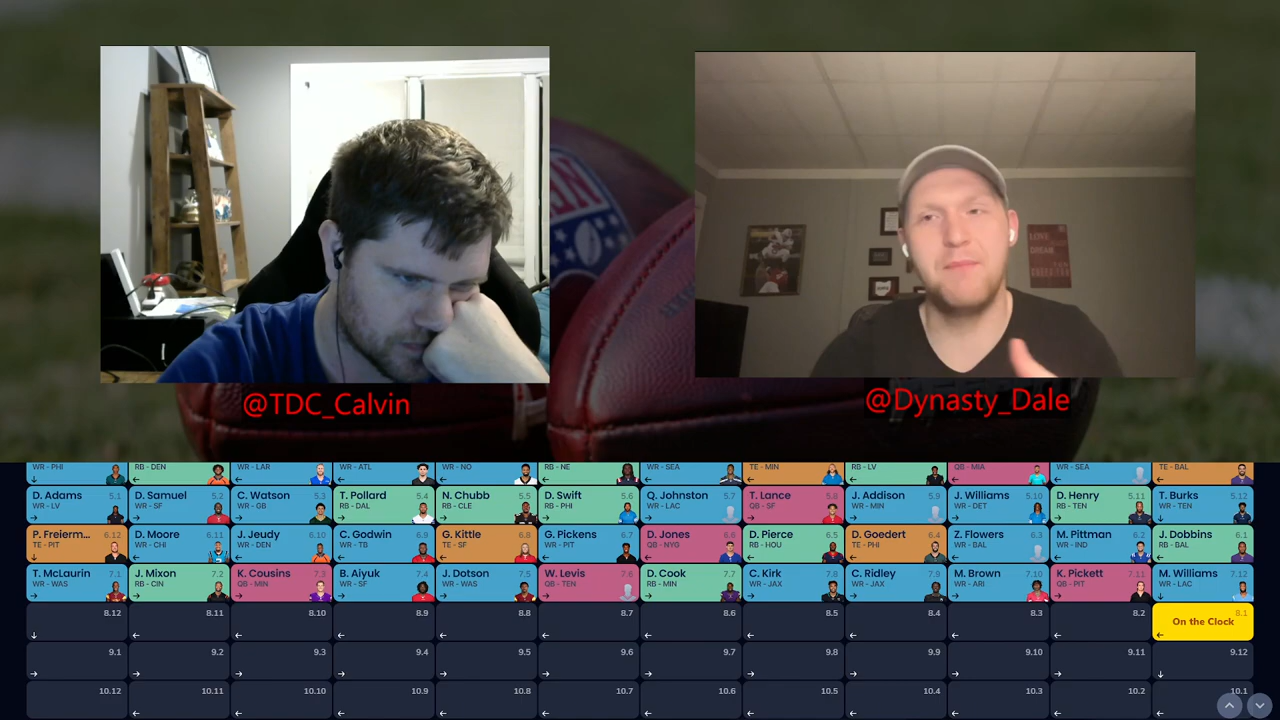 @TDC_Calvin
@Dynasty_Dale
WR - PHI
RB - DEN
WR - LAR
WR - ATL
WR - NO
RB - NE
WR - SEA
TE - MIN
RB - LV
QB - MIA
WR - SEA
TE - BAL
D. Adams 5.1
WR - LV
D. Samuel 5.2
WR - SF
C. Watson 5.3
WR - GB
T. Pollard 5.4
RB - DAL
N. Chubb 5.5
RB - CLE
D. Swift 5.6
RB - PHI
Q. Johnston 5.7
WR - LAC
T. Lance 5.8
QB - SF
J. Addison 5.9
WR - MIN
J. Williams 5.10
WR - DET
D. Henry 5.11
RB - TEN
T. Burks 5.12
WR - TEN
P. Freierm... 6.12
TE - PIT
D. Moore 6.11
WR - CHI
J. Jeudy 6.10
WR - DEN
C. Godwin 6.9
WR - TB
G. Kittle 6.8
TE - SF
G. Pickens 6.7
WR - PIT
D. Jones 6.6
QB - NYG
D. Pierce 6.5
RB - HOU
D. Goedert 6.4
TE - PHI
Z. Flowers 6.3
WR - BAL
M. Pittman 6.2
WR - IND
J. Dobbins 6.1
RB - BAL
T. McLaurin 7.1
WR - WAS
J. Mixon 7.2
RB - CIN
K. Cousins 7.3
QB - MIN
B. Aiyuk 7.4
WR - SF
J. Dotson 7.5
WR - WAS
W. Levis 7.6
QB - TEN
D. Cook 7.7
RB - MIN
C. Kirk 7.8
WR - JAX
C. Ridley 7.9
WR - JAX
M. Brown 7.10
WR - ARI
K. Pickett 7.11
QB - PIT
M. Williams 7.12
WR - LAC
8.12
8.11
8.10
8.9
8.8
8.7
8.6
8.5
8.4
8.3
8.2
8.1
On the Clock
9.1
9.2
9.3
9.4
9.5
9.6
9.7
9.8
9.9
9.10
9.11
9.12
10.12
10.11
10.10
10.9
10.8
10.7
10.6
10.5
10.4
10.3
10.2
10.1